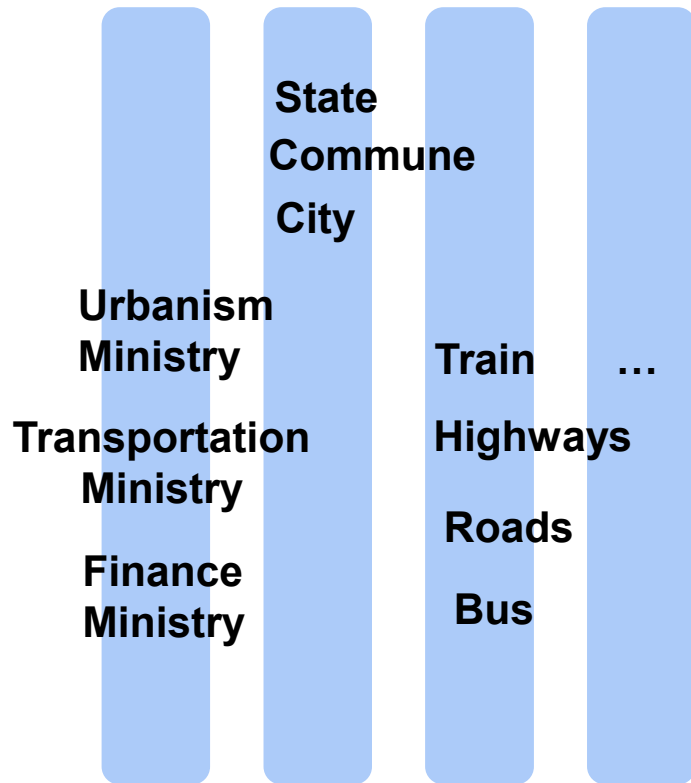 State
Commune
City
Urbanism
Ministry
Transportation
Ministry
Finance
Ministry
Train
Highways
Roads
Bus
…